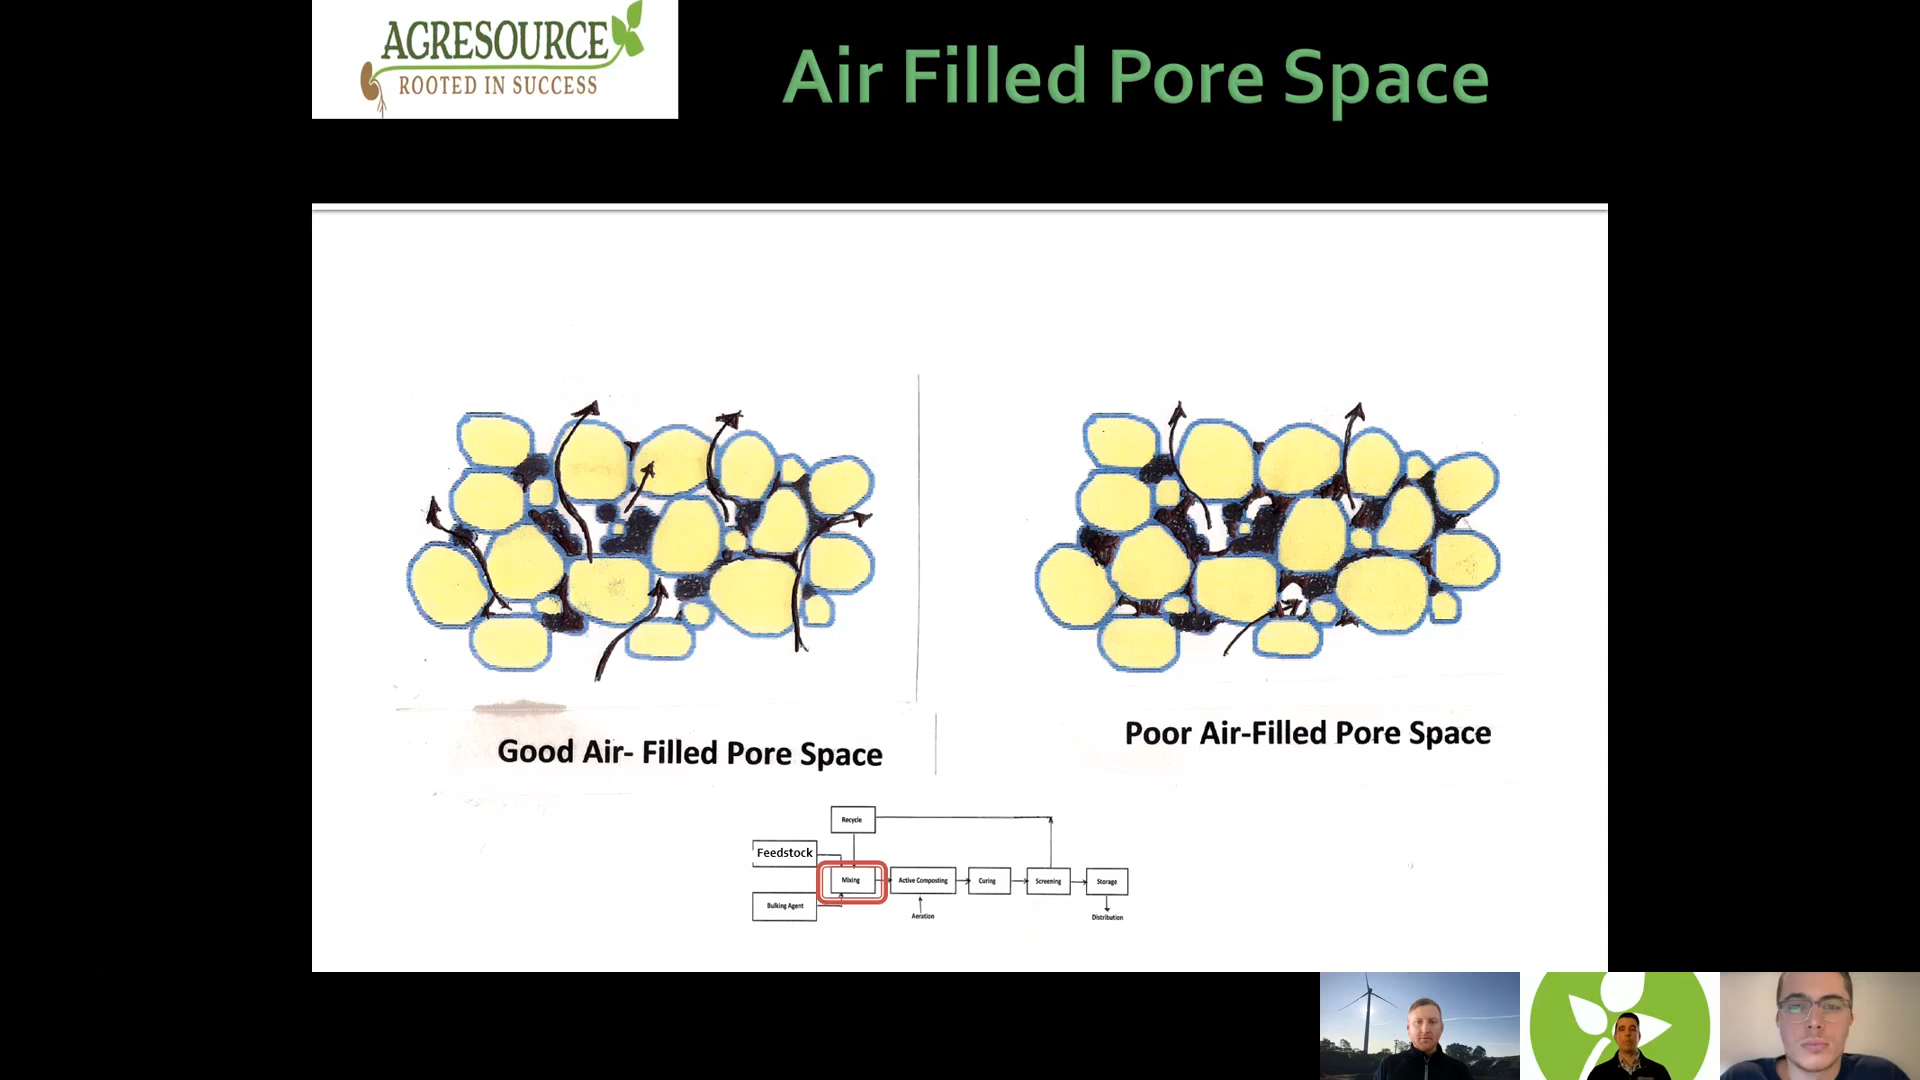 AGRESOURCE
ROOTED IN SUCCESS
Air Filled Pore Space
Good Air- Filled Pore Space
Poor Air-Filled Pore Space
Recycle
Feedstock
Mixing
Active Composting
Curing
Screening
Storage
Bulking Agent
Aeration
Distribution